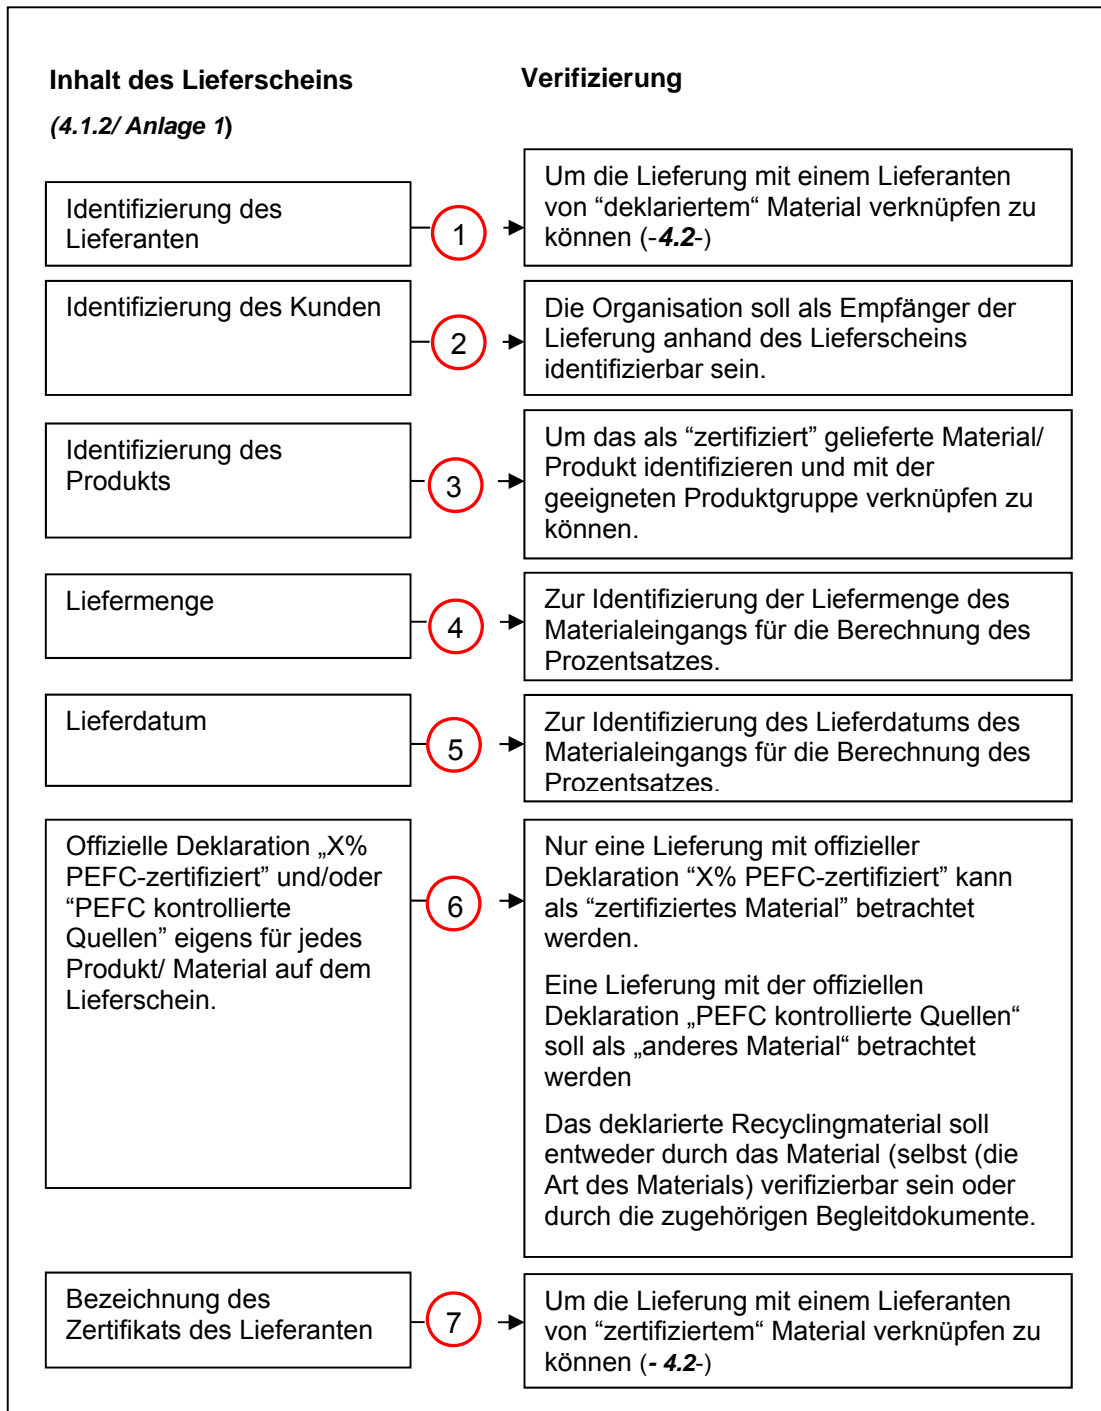 Inhalt des Lieferscheins
(4.1.2/ Anlage 1)
Verifizierung
Identifizierung des
Lieferanten
1
Um die Lieferung mit einem Lieferanten
von “deklariertem“ Material verknüpfen zu
können (-4.2-)
Identifizierung des Kunden
2
Die Organisation soll als Empfänger der
Lieferung anhand des Lieferscheins
identifizierbar sein.
Identifizierung des
Produkts
3
Um das als “zertifiziert” gelieferte Material/
Produkt identifizieren und mit der
geeigneten Produktgruppe verknüpfen zu
können.
Liefermenge
4
Zur Identifizierung der Liefermenge des
Materialeingangs für die Berechnung des
Prozentsatzes.
Lieferdatum
5
Zur Identifizierung des Lieferdatums des
Materialeingangs für die Berechnung des
Prozentsatzes.
Offizielle Deklaration „X%
PEFC-zertifiziert” und/oder
“PEFC kontrollierte
Quellen” eigens für jedes
Produkt/ Material auf dem
Lieferschein.
6
Nur eine Lieferung mit offizieller
Deklaration “X% PEFC-zertifiziert” kann
als “zertifiziertes Material” betrachtet
werden.
Eine Lieferung mit der offiziellen
Deklaration „PEFC kontrollierte Quellen“
soll als „anderes Material“ betrachtet
werden
Das deklarierte Recyclingmaterial soll
entweder durch das Material (selbst (die
Art des Materials) verifizierbar sein oder
durch die zugehörigen Begleitdokumente.
Bezeichnung des
Zertifikats des Lieferanten
7
Um die Lieferung mit einem Lieferanten
von “zertifiziertem“ Material verknüpfen zu
können (- 4.2-)